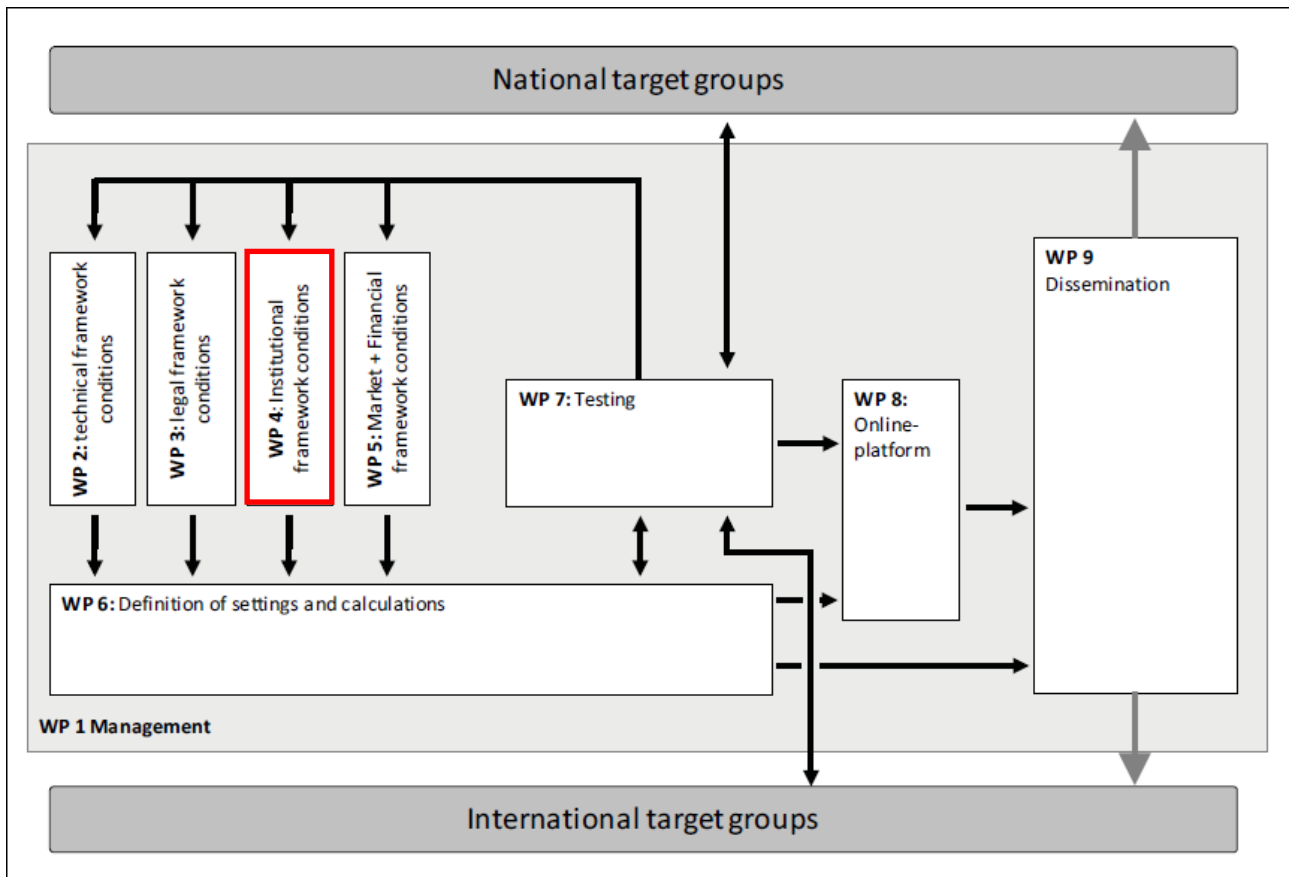 National target groups
WP 2: technical framework
conditions
WP 3: legal framework
conditions
WP 4: Institutional
framework conditions
WP 5: Market + Financial
framework conditions
WP 7: Testing
WP 8:
Online-
platform
WP 9
Dissemination
WP 6: Definition of settings and calculations
WP 1 Management
International target groups